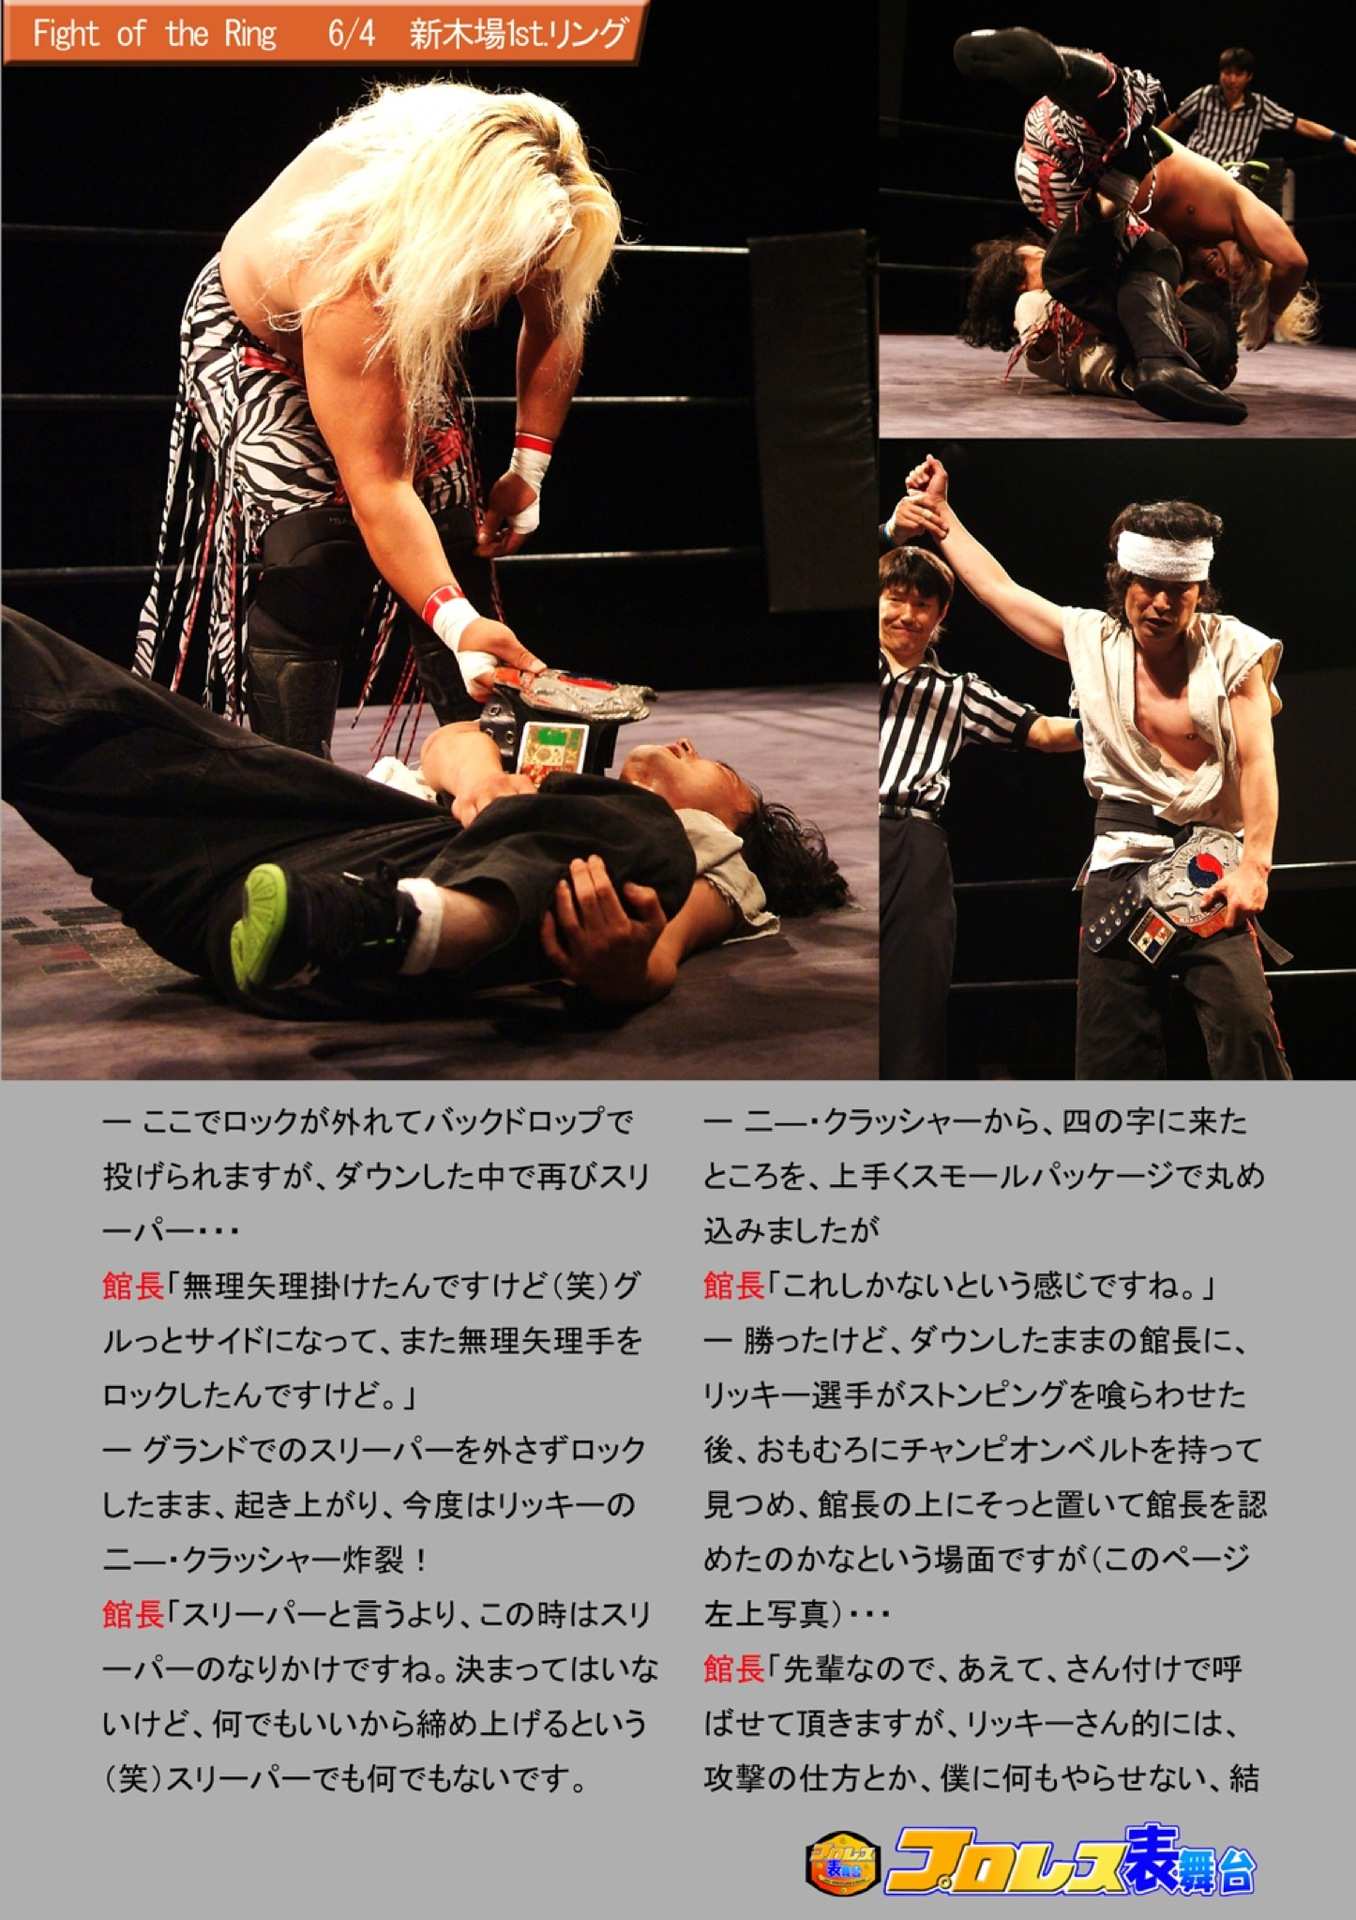 Fight of the Ring　6/4　新木場1st.リング
― ここでロックが外れてバックドロップで
投げられますが、ダウンした中で再びスリ
ーパー・・・
館長「無理矢理掛けたんですけど（笑）グ
ルっとサイドになって、また無理矢理手を
ロックしたんですけど。」
― グランドでのスリーパーを外さずロック
したまま、起き上がり、今度はリッキーの
ニ―・クラッシャー炸裂！
館長「スリーパーと言うより、この時はスリ
ーパーのなりかけですね。決まってはいな
いけど、何でもいいから締め上げるという
（笑）スリーパーでも何でもないです。
― ニ―・クラッシャーから、四の字に来た
ところを、上手くスモールパッケージで丸め
込みましたが
館長「これしかないという感じですね。」
― 勝ったけど、ダウンしたままの館長に、
リッキー選手がストンピングを喰らわせた
後、おもむろにチャンピオンベルトを持って
見つめ、館長の上にそっと置いて館長を認
めたのかなという場面ですが（このページ
左上写真）・・・
館長「先輩なので、あえて、さん付けで呼
ばせて頂きますが、リッキーさん的には、
攻撃の仕方とか、僕に何もやらせない、結
プロレス表舞台
プロレス表舞台